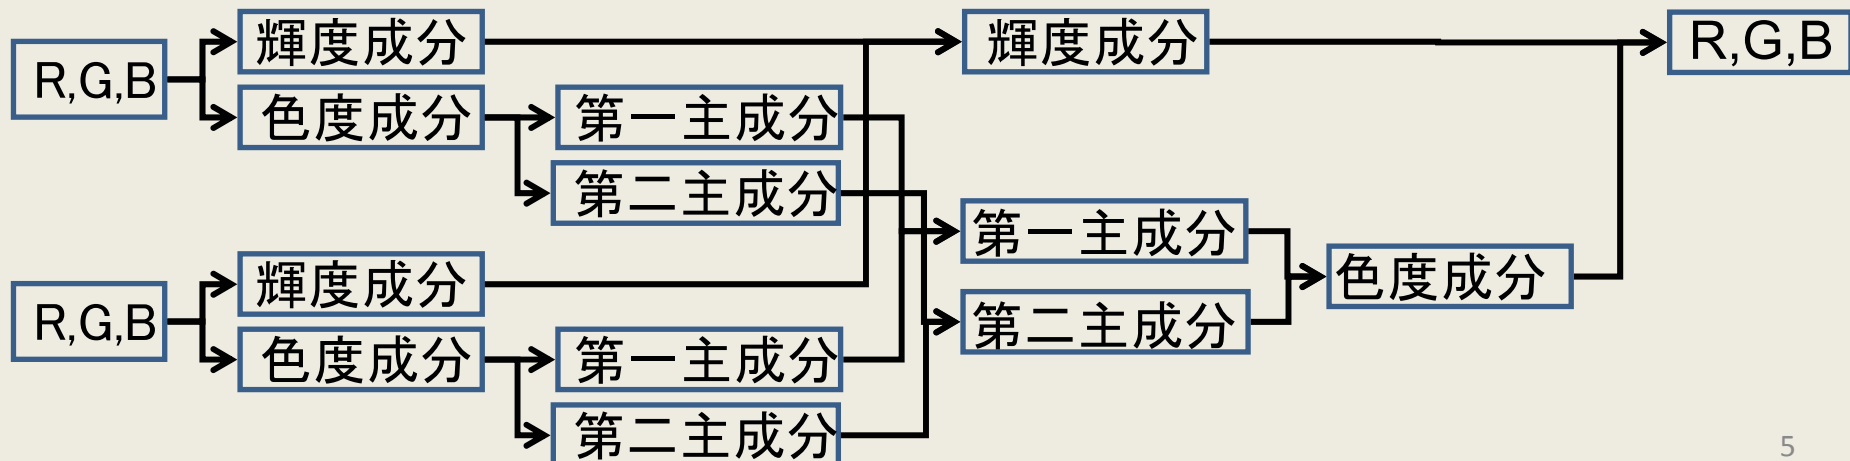 R,G,B
輝度成分
色度成分
第一主成分
第二主成分
R,G,B
輝度成分
色度成分
第一主成分
第二主成分
輝度成分
第一主成分
第二主成分
色度成分
R,G,B
5